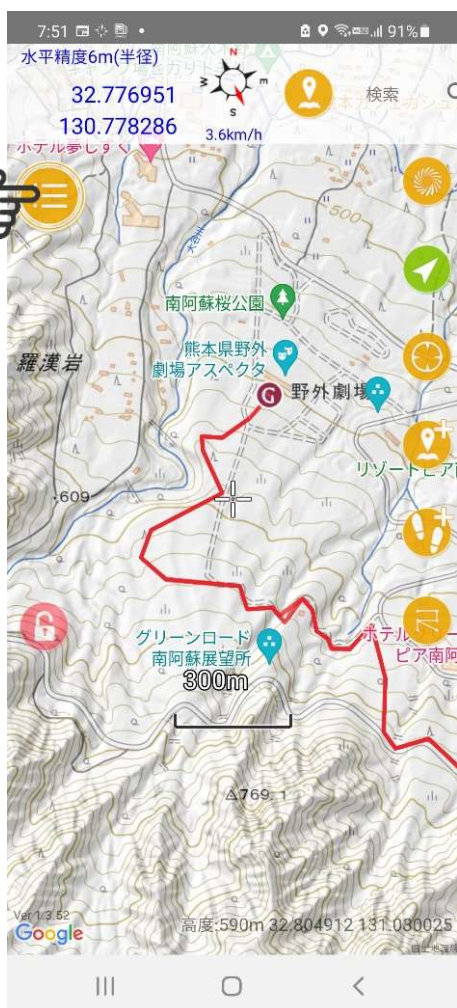 7:51
91%
水平精度6m(半径)
32.776951
130.778286
N
S
3.6km/h
検索
ホテル夢しずく
大谷川
500
南阿蘇桜公園
熊本県野外
劇場アスペクタ
G
野外劇場
羅漢岩
リゾートピア南
609
グリーンロード
南阿蘇展望所
ピア南阿
300m
769.1
Ver 1.3.52
高度:590m 32.804912 131.080025
Google